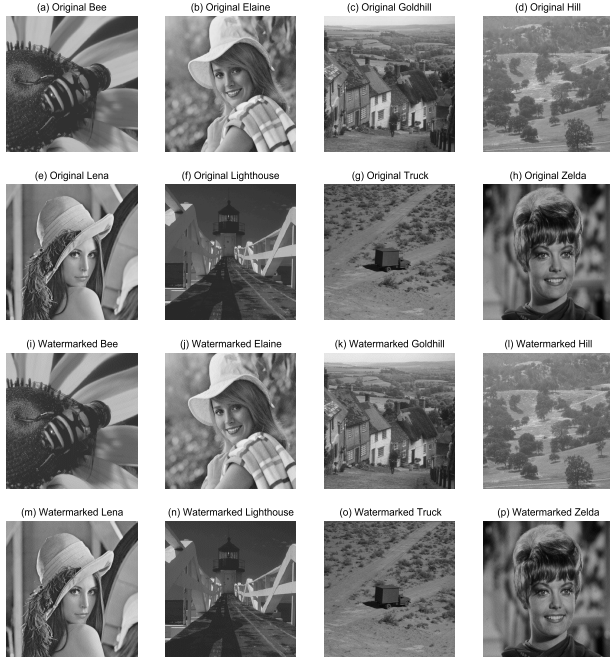 (a) Original Bee
(b) Original Elaine
(c) Original Goldhill
(d) Original Hill
(e) Original Lena
(f) Original Lighthouse
(g) Original Truck
(h) Original Zelda
(i) Watermarked Bee
(j) Watermarked Elaine
(k) Watermarked Goldhill
(l) Watermarked Hill
(m) Watermarked Lena
(n) Watermarked Lighthouse
(o) Watermarked Truck
(p) Watermarked Zelda